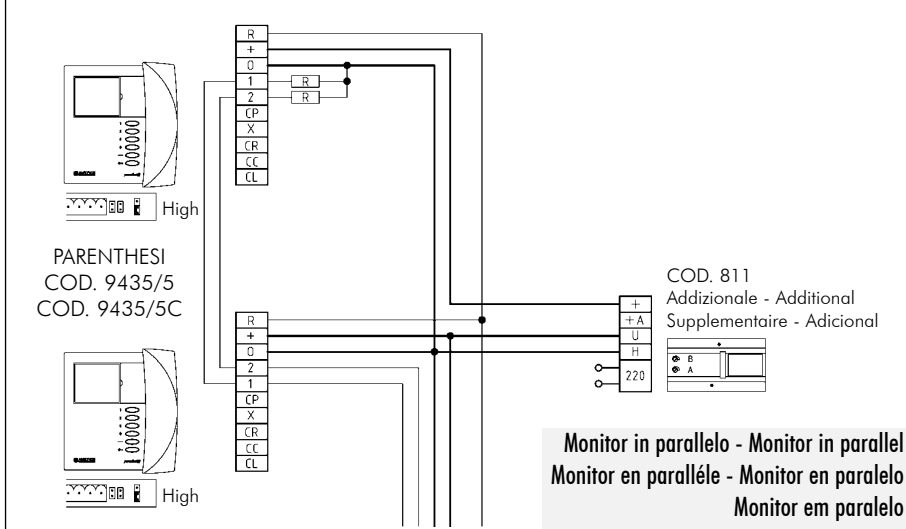 R
+
0
1 R
2 R
CP
X
CR
CC
CL
High
PARENTHESI
COD. 9435/5
COD. 9435/5C
R
+
0
2
1
CP
X
CR
CC
CL
High
COD. 811
Addizionale - Additional
Supplementaire - Adicional
+
+A
U
H
220
B
A
Monitor in parallelo - Monitor in parallel
Monitor en paralléle - Monitor en paralelo
Monitor em paralelo